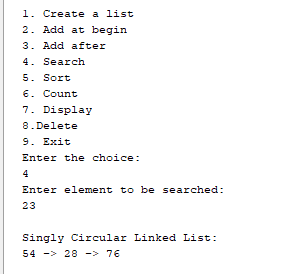 1. Create a list
2. Add at begin
3. Add after
4. Search
5. Sort
6. Count
7. Display
8.Delete
9. Exit
Enter the choice:
4
Enter element to be searched:
23
Singly Circular Linked List:
54 -> 28 -> 76